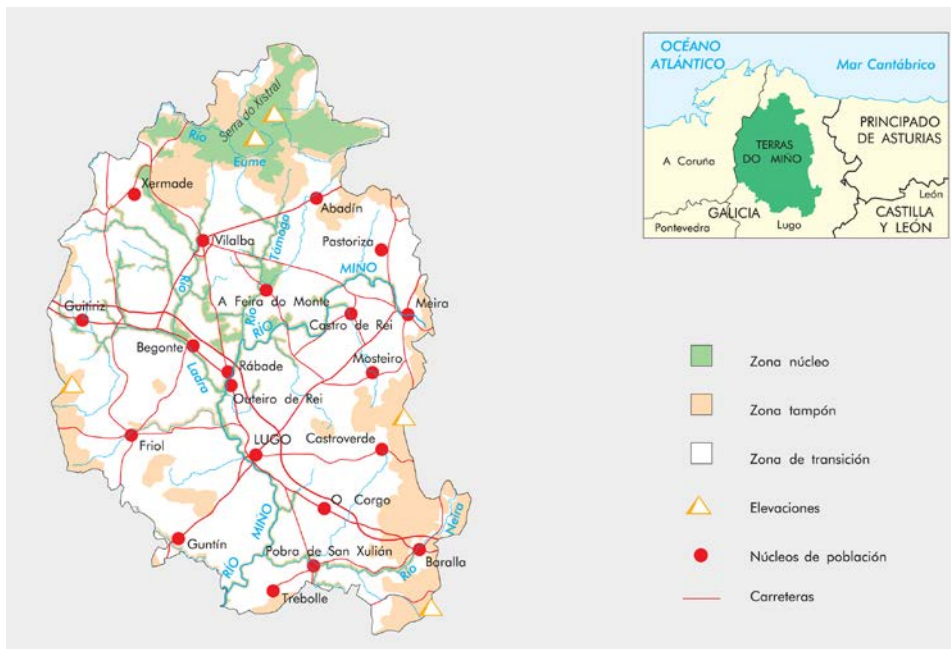 Serra do Xistral
Río
Eume
Xermade
Abadín
Támoga
Vilalba
Pastoriza
MIÑO
Río
A Feira do Monte
Guitiriz
Río
RÍO
Castro de Rei
Meira
Begonte
Mosteiro
Rábade
Ladra
Outeiro de Rei
Friol
LUGO
Castroverde
O Corgo
MIÑO
Neira
Guntín
Pobra de San Xulián
Baralla
RÍO
Río
Trebolle
OCÉANO
ATLÁNTICO
Mar Cantábrico
PRINCIPADO
DE ASTURIAS
TERRAS
DO MIÑO
A Coruña
León
GALICIA
CASTILLA
Y LEÓN
Pontevedra
Lugo
Zona núcleo
Zona tampón
Zona de transición
Elevaciones
Núcleos de población
Carreteras